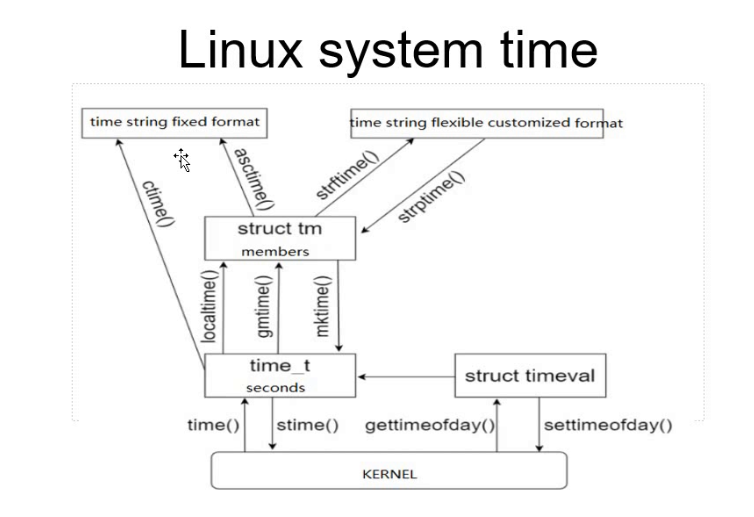 Linux system time
time string fixed format
time string flexible customized format
ctime()
asctime()
strftime()
strptime()
struct tm
members
localtime()
gmtime()
mktime()
time_t
seconds
struct timeval
time()
stime()
gettimeofday()
settimeofday()
KERNEL